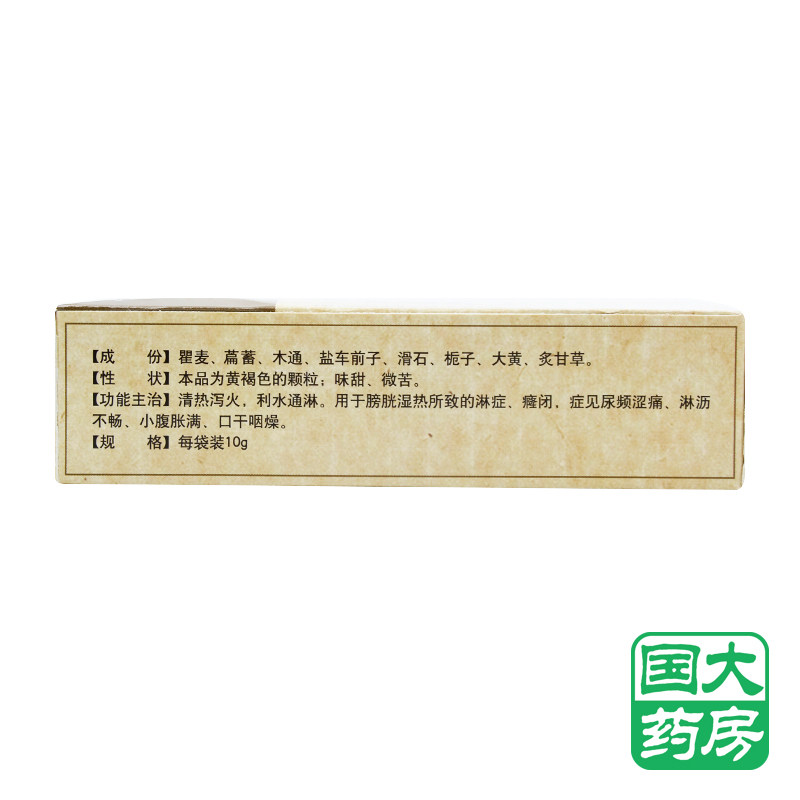 【成　份】瞿麦、萹蓄、木通、盐车前子、滑石、栀子、大黄、炙甘草。
【性　状】本品为黄褐色的颗粒；味甜、微苦。
【功能主治】清热泻火，利水通淋。用于膀胱湿热所致的淋症、癃闭，症见尿频涩痛、淋沥
不畅、小腹胀满、口干咽燥。
【规　格】每袋装10g
国大
药房